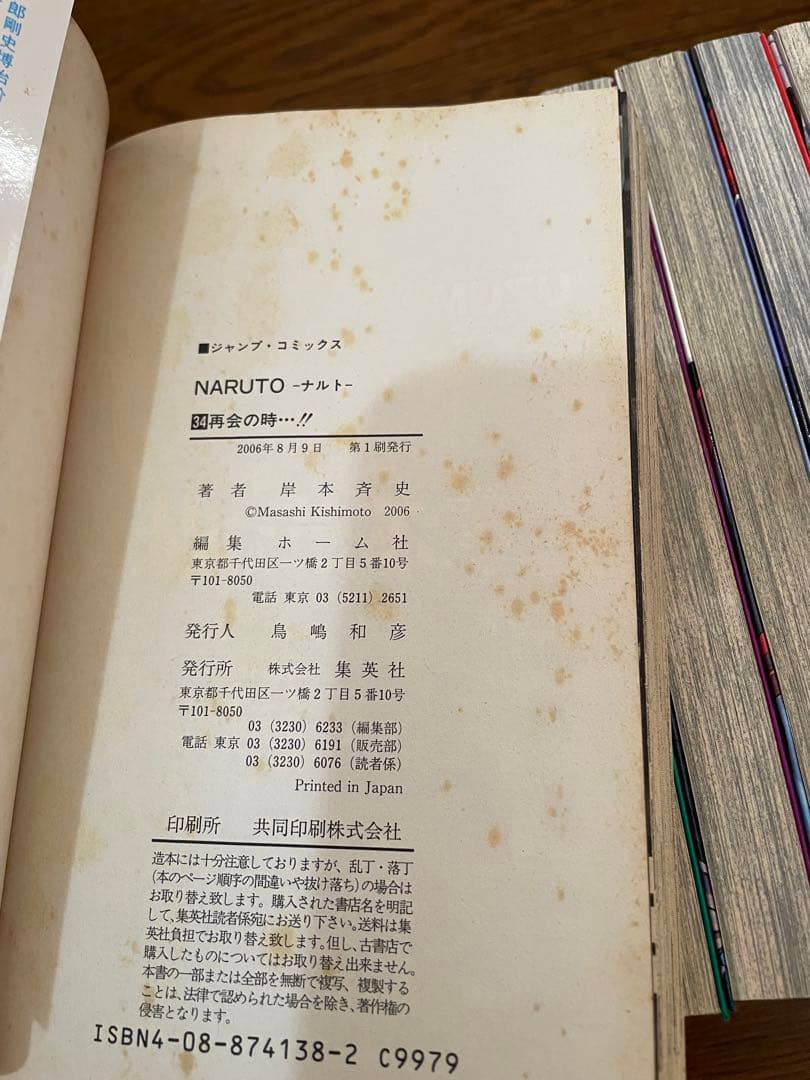 郎剛史博治
■ジャンプ・コミックス
NARUTO -ナルト-
34再会の時…!!
2006年8月9日 第1刷発行
著者 岸本斉史
©Masashi Kishimoto 2006
編集 ホーム社
東京都千代田区一ツ橋2丁目5番10号
〒101-8050
電話 東京 03 (5211) 2651
発行人 鳥嶋和彦
発行所 株式会社 集英社
東京都千代田区一ツ橋2丁目5番10号
〒101-8050
03 (3230) 6233 (編集部)
電話 東京 03 (3230) 6191 (販売部)
03 (3230) 6076 (読者係)
Printed in Japan
印刷所 共同印刷株式会社
造本には十分注意しておりますが、乱丁・落丁
(本のページ順序の間違いや抜け落ち)の場合は
お取り替え致します。購入された書店名を明記
して、集英社読者係宛にお送り下さい。送料は集
英社負担でお取り替え致します。但し、古書店で
購入したものについてはお取り替え出来ません。
本書の一部または全部を無断で複写、複製する
ことは、法律で認められた場合を除き、著作権の
侵害となります。
ISBN4-08-874138-2 C9979